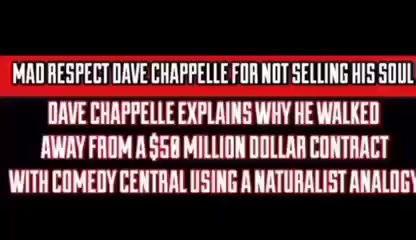 MAD RESPECT DAVE CHAPPELLE FOR NOT SELLING HIS SOUL
DAVE CHAPPELLE EXPLAINS WHY HE WALKED
AWAY FROM A $50 MILLION DOLLAR CONTRACT
WITH COMEDY CENTRAL USING A NATURALIST ANALOGY